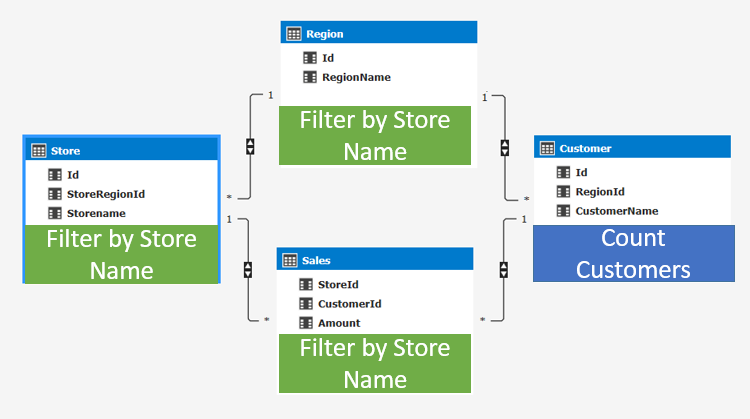 Region
Id
RegionName
Filter by Store
Name
1
1
*
*
Store
Id
StoreRegionId
Storename
Filter by Store
Name
Customer
Id
RegionId
CustomerName
Count
Customers
1
1
*
*
Sales
StoreId
CustomerId
Amount
Filter by Store
Name